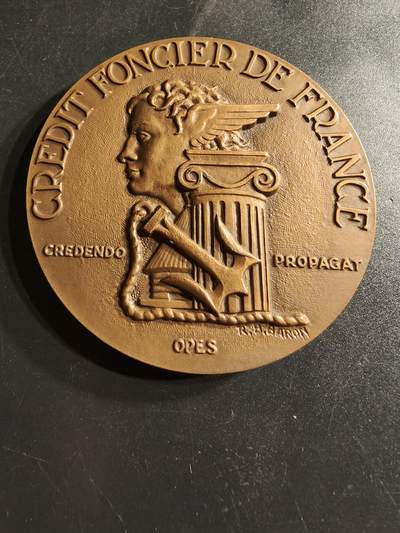 CREDIT FONCIER DE FRANCE
CREDENDO
PROPAGAT
OPES